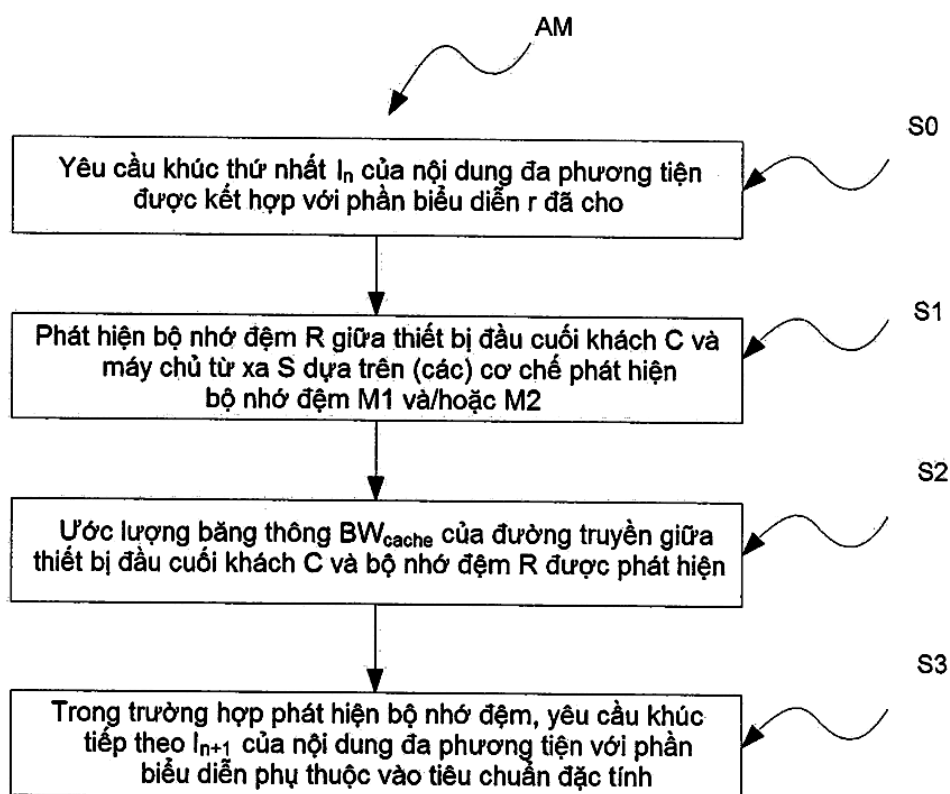 AM
S0
Yêu cầu khúc thứ nhất Iₙ của nội dung đa phương tiện
được kết hợp với phần biểu diễn r đã cho
S1
Phát hiện bộ nhớ đệm R giữa thiết bị đầu cuối khách C và
máy chủ từ xa S dựa trên (các) cơ chế phát hiện
bộ nhớ đệm M1 và/hoặc M2
S2
Ước lượng băng thông BWcache của đường truyền giữa
thiết bị đầu cuối khách C và bộ nhớ đệm R được phát hiện
S3
Trong trường hợp phát hiện bộ nhớ đệm, yêu cầu khúc
tiếp theo Iₙ₊₁ của nội dung đa phương tiện với phần
biểu diễn phụ thuộc vào tiêu chuẩn đặc tính